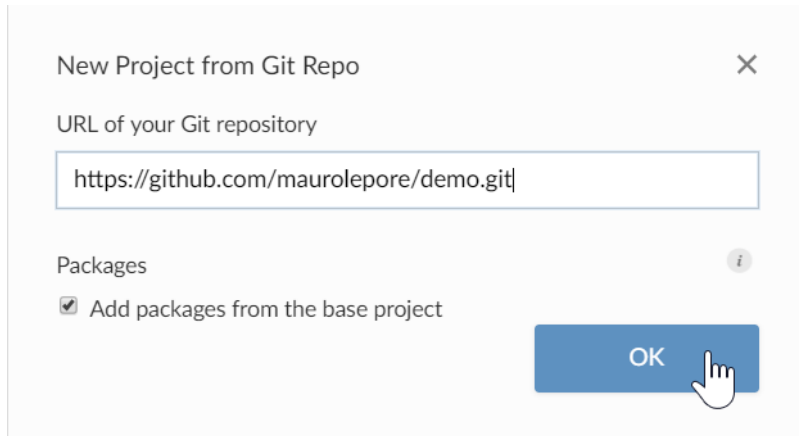 New Project from Git Repo
URL of your Git repository
https://github.com/maurolepore/demo.git
Packages
i
Add packages from the base project
OK